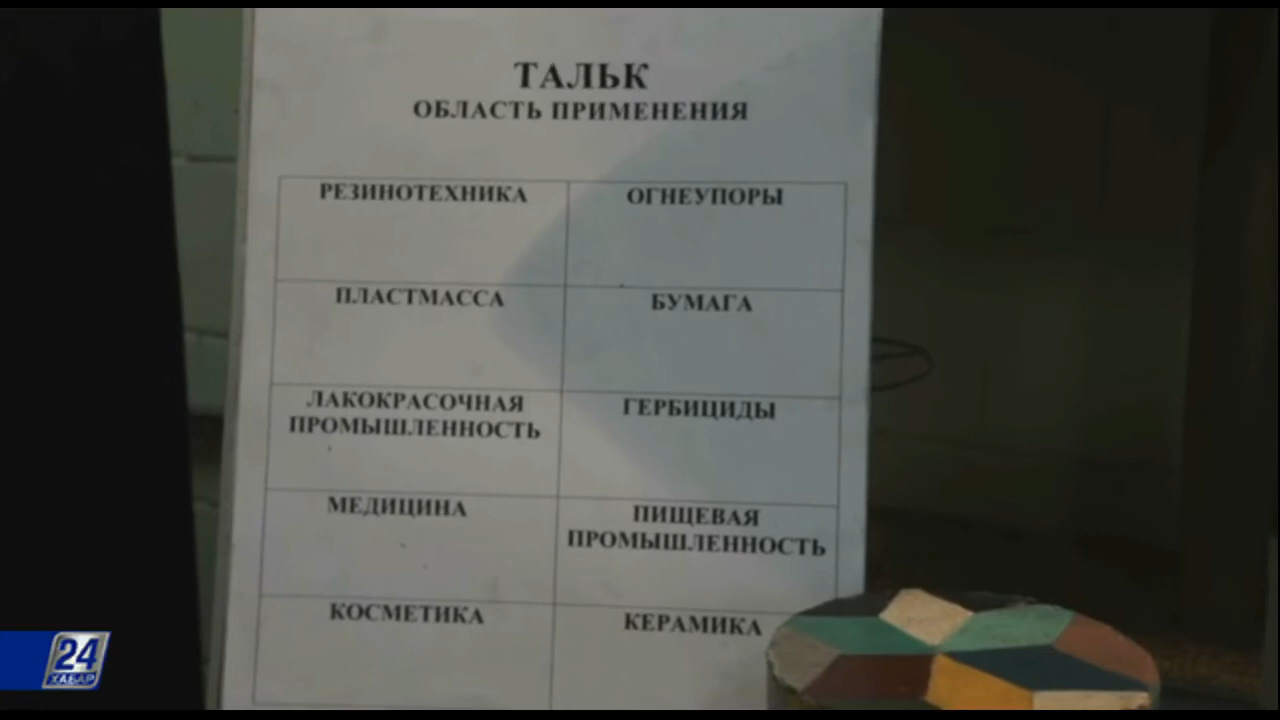 ТАЛЬК
ОБЛАСТЬ ПРИМЕНЕНИЯ
РЕЗИНОТЕХНИКА
ОГНЕУПОРЫ
ПЛАСТМАССА
БУМАГА
ЛАКОКРАСОЧНАЯ
ПРОМЫШЛЕННОСТЬ
ГЕРБИЦИДЫ
МЕДИЦИНА
ПИЩЕВАЯ
ПРОМЫШЛЕННОСТЬ
КОСМЕТИКА
КЕРАМИКА
24
ХАБАР